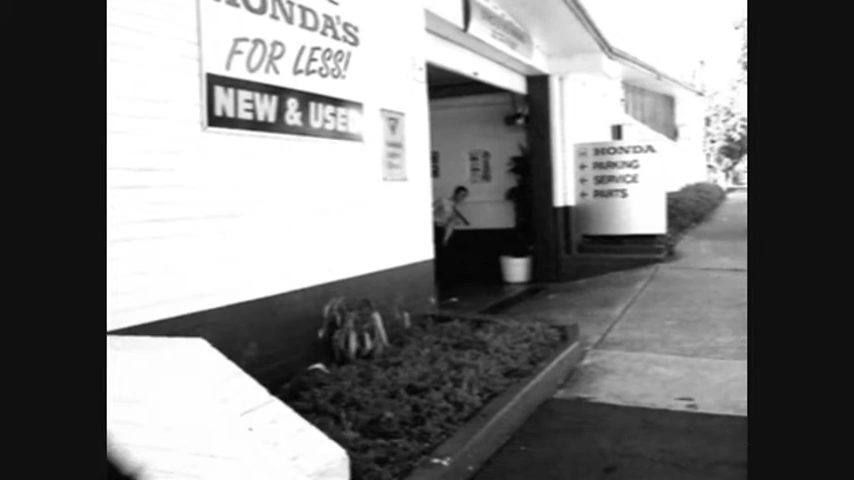 HONDA'S
FOR LESS!
NEW & USED
HONDA
← PARKING
← SERVICE
← PARTS